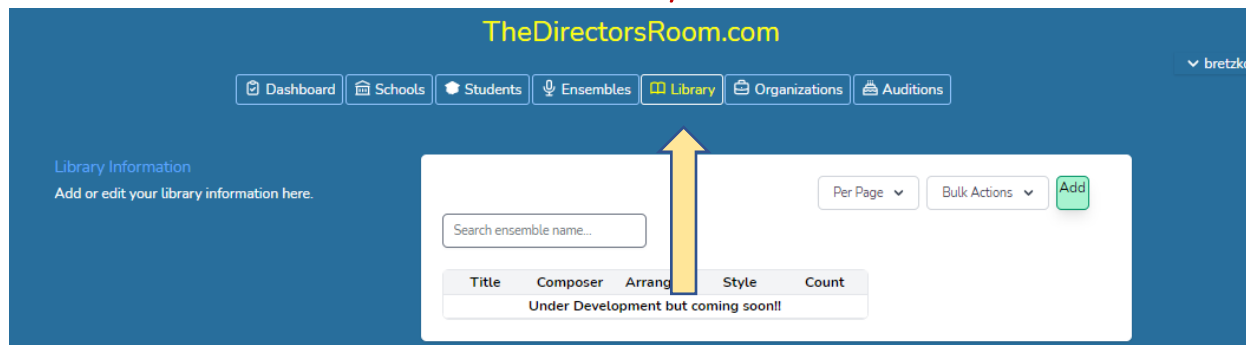 TheDirectorsRoom.com
Dashboard Schools Students Ensembles Library Organizations Auditions
Library Information
Add or edit your library information here.
Per Page Bulk Actions Add
Search ensemble name...
Title Composer Style Count
Under Development but coming soon!!